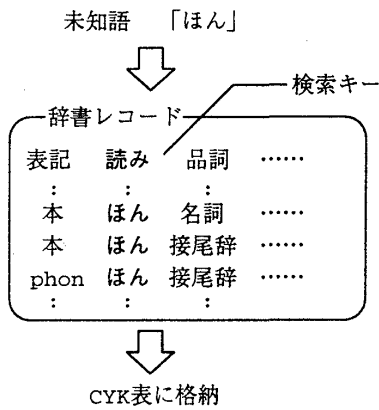 未知語 「ほん」
検索キー
辞書レコード
表記 読み 品詞 ……
： ： ：
本 ほん 名詞 ……
本 ほん 接尾辞 ……
phon ほん 接尾辞 ……
： ： ：
CYK表に格納